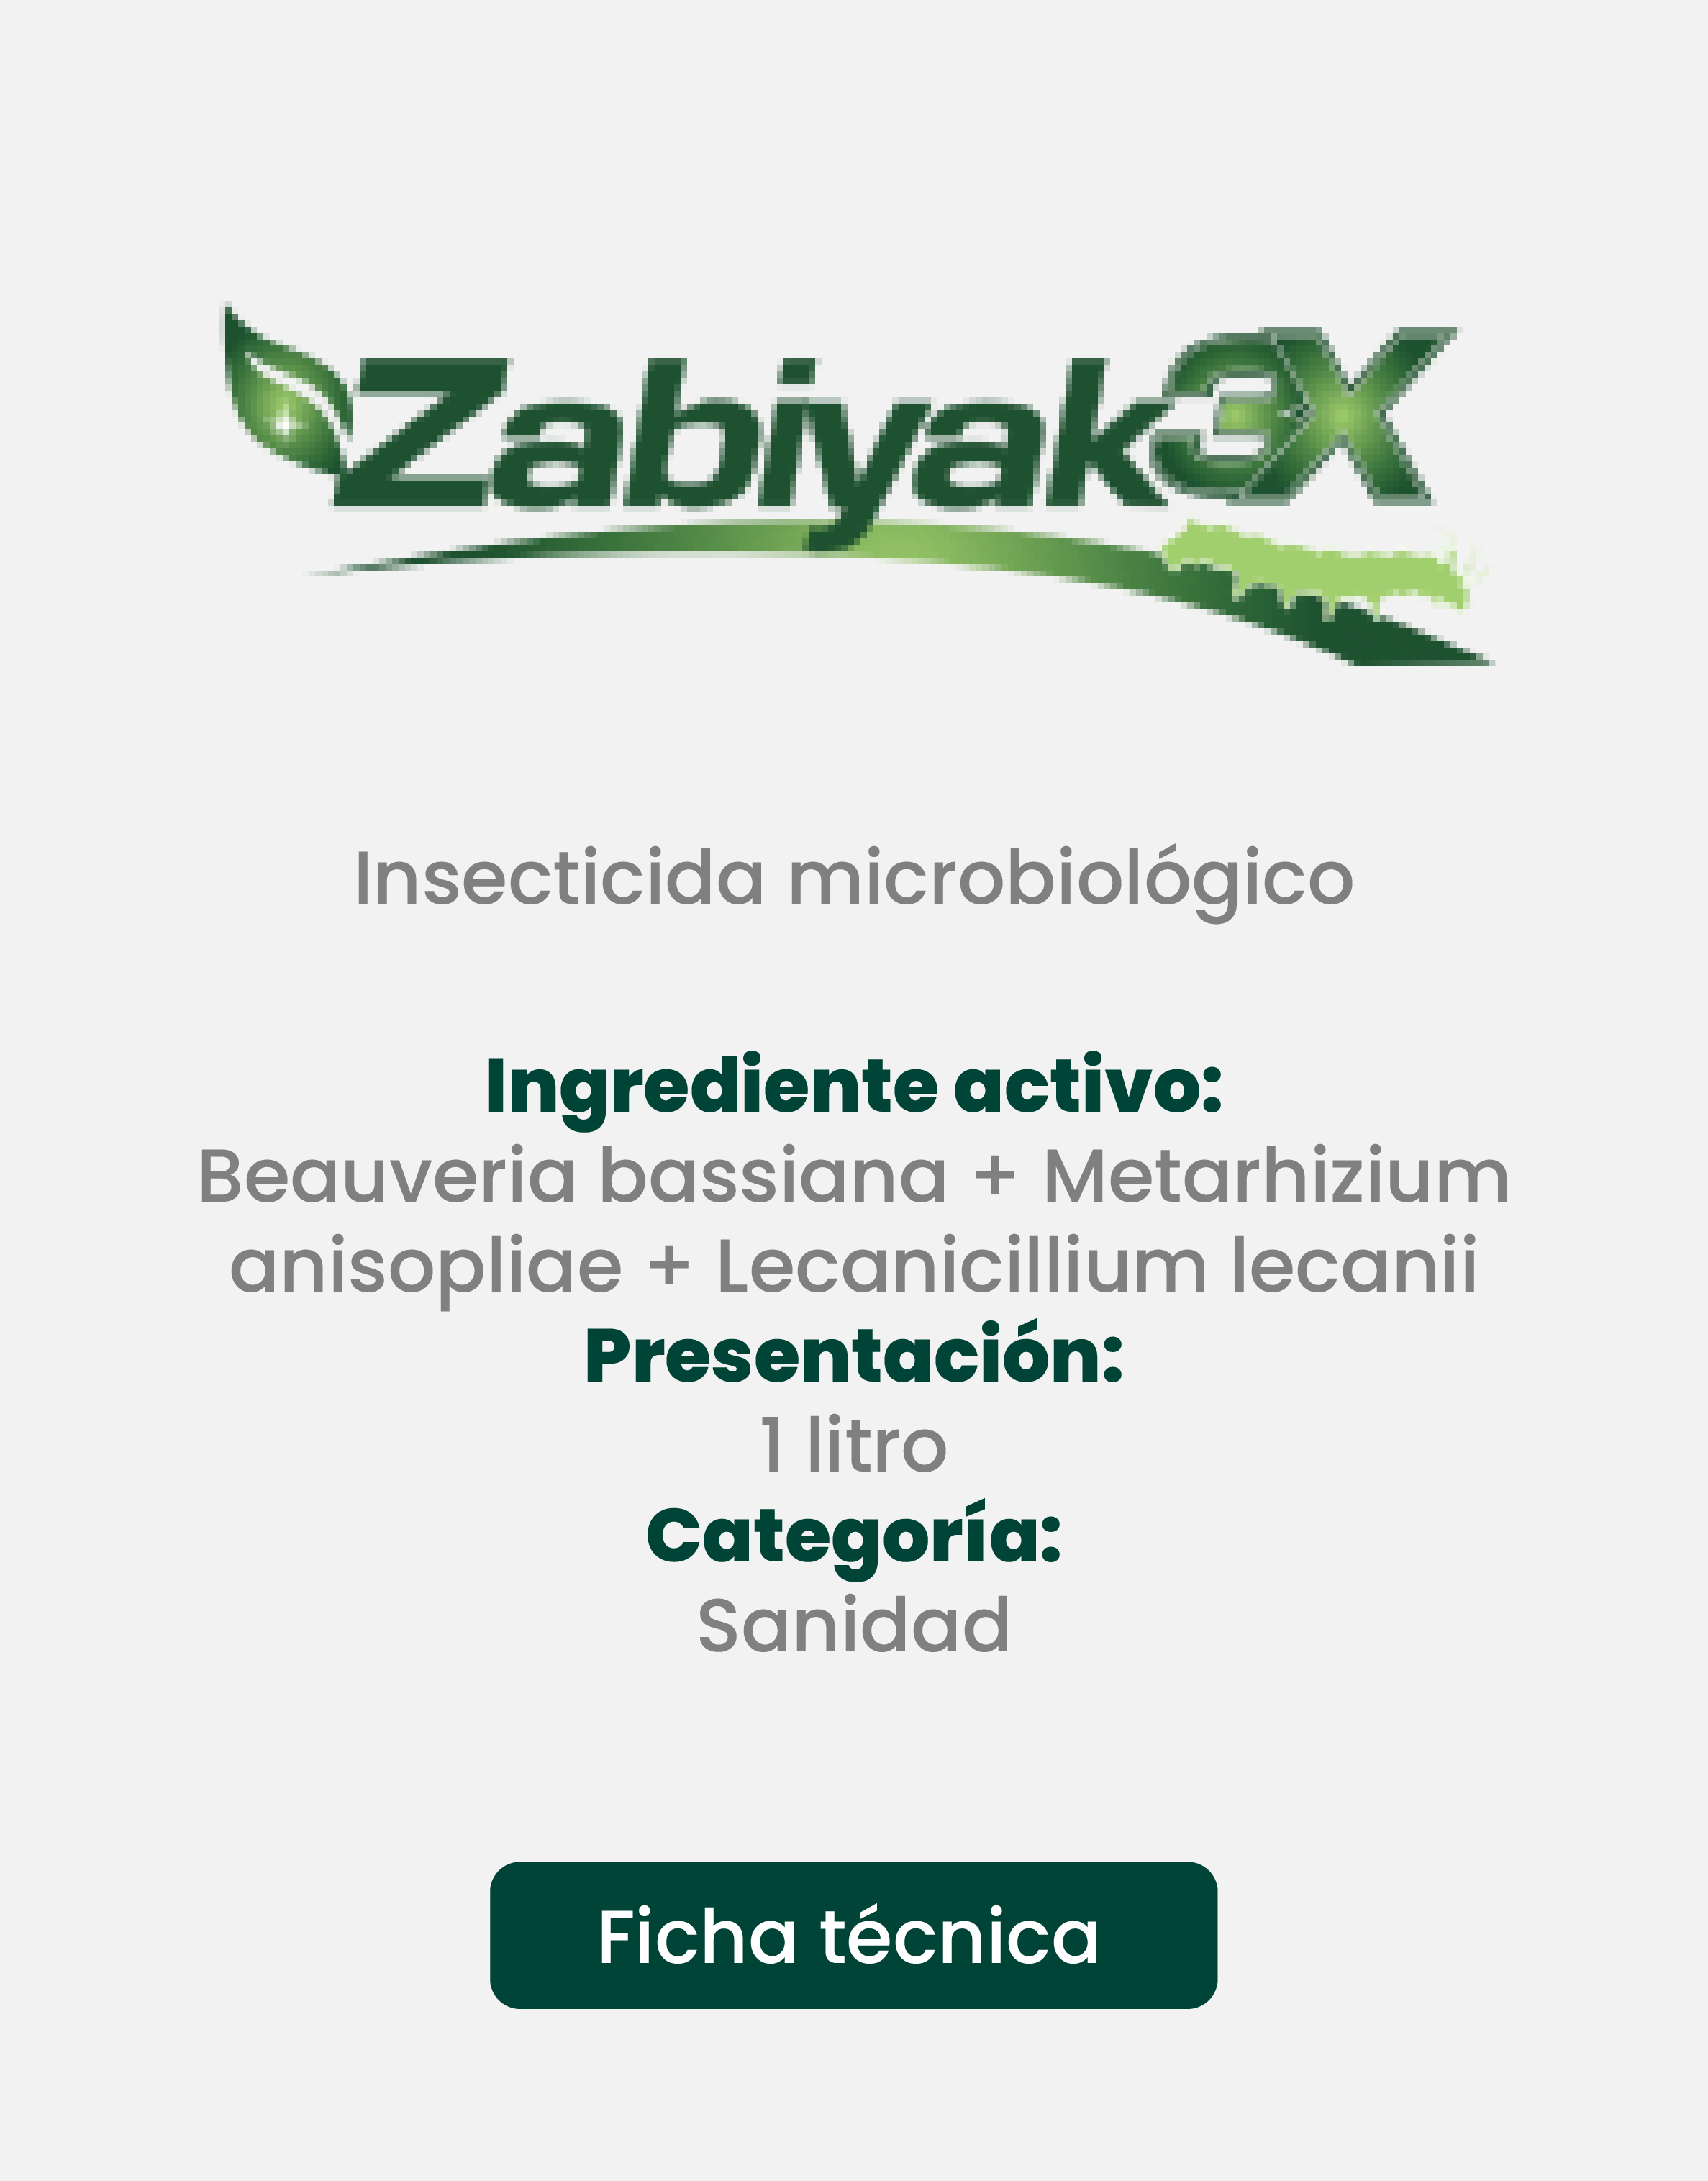 Zabiyak3X
Insecticida microbiológico
Ingrediente activo:
Beauveria bassiana + Metarhizium
anisopliae + Lecanicillium lecanii
Presentación:
1 litro
Categoría:
Sanidad
Ficha técnica